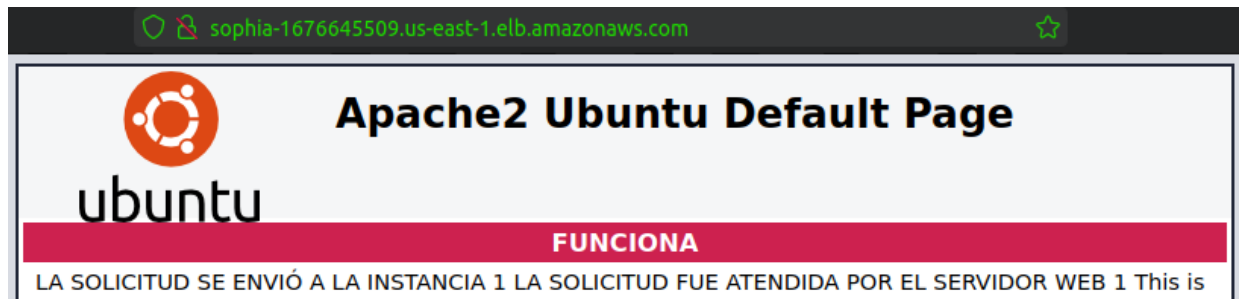 sophia-1676645509.us-east-1.elb.amazonaws.com
Apache2 Ubuntu Default Page
ubuntu
FUNCIONA
LA SOLICITUD SE ENVIÓ A LA INSTANCIA 1 LA SOLICITUD FUE ATENDIDA POR EL SERVIDOR WEB 1 This is